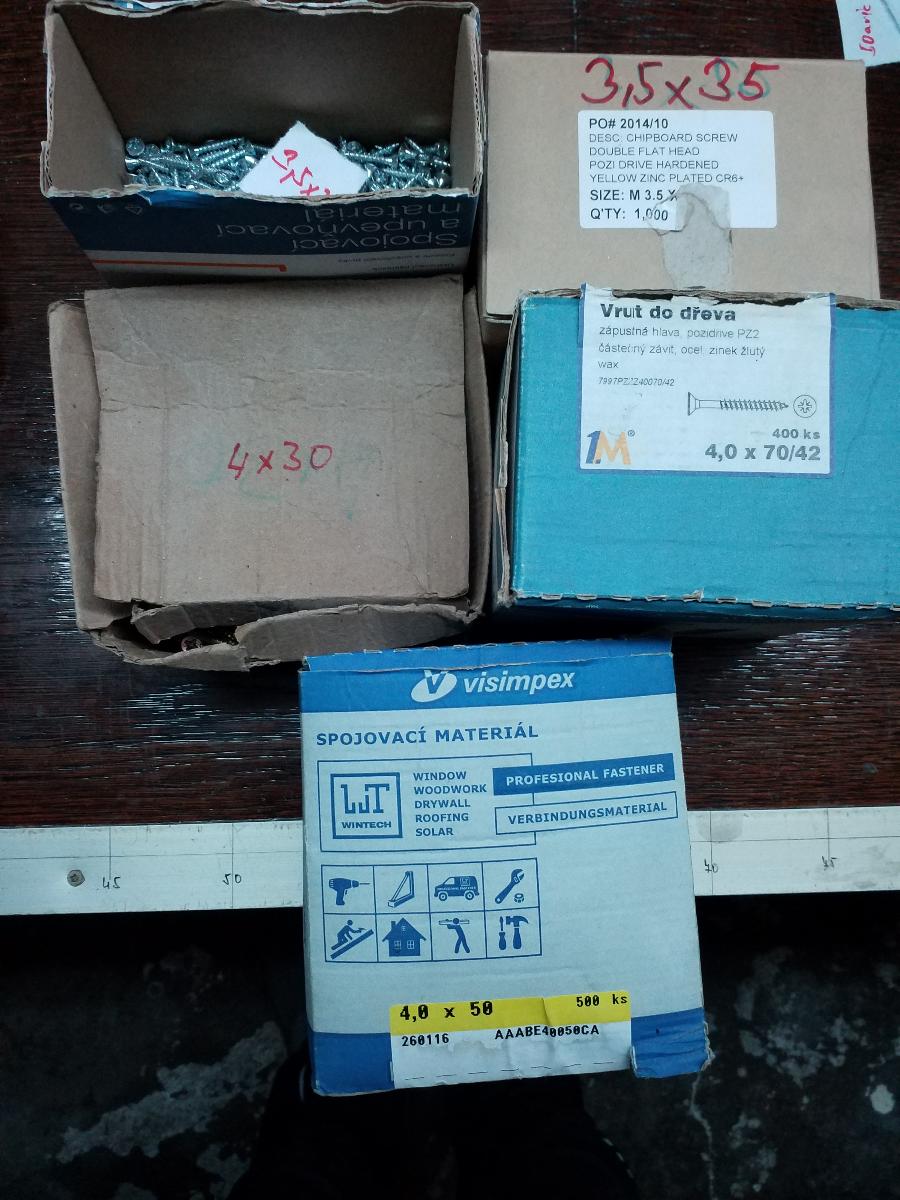 3,5x
Spojovací
a upevňovací
materiál
3,5x35
PO# 2014/10
DESC: CHIPBOARD SCREW
DOUBLE FLAT HEAD
POZI DRIVE HARDENED
YELLOW ZINC PLATED CR6+
SIZE: M 3.5 X
Q'TY: 1,000
4x30
Vrut do dřeva
zápustná hlava, pozidrive PZ2
částečný závit, ocel, zinek žlutý
wax
1M®
400 ks
4,0 x 70/42
visimpex
SPOJOVACÍ MATERIÁL
WINTECH
WINDOW
WOODWORK
DRYWALL
ROOFING
SOLAR
PROFESIONAL FASTENER
VERBINDUNGSMATERIAL
45
50
70
75
4,0 x 50
500 ks
260116
AAABE40050CA